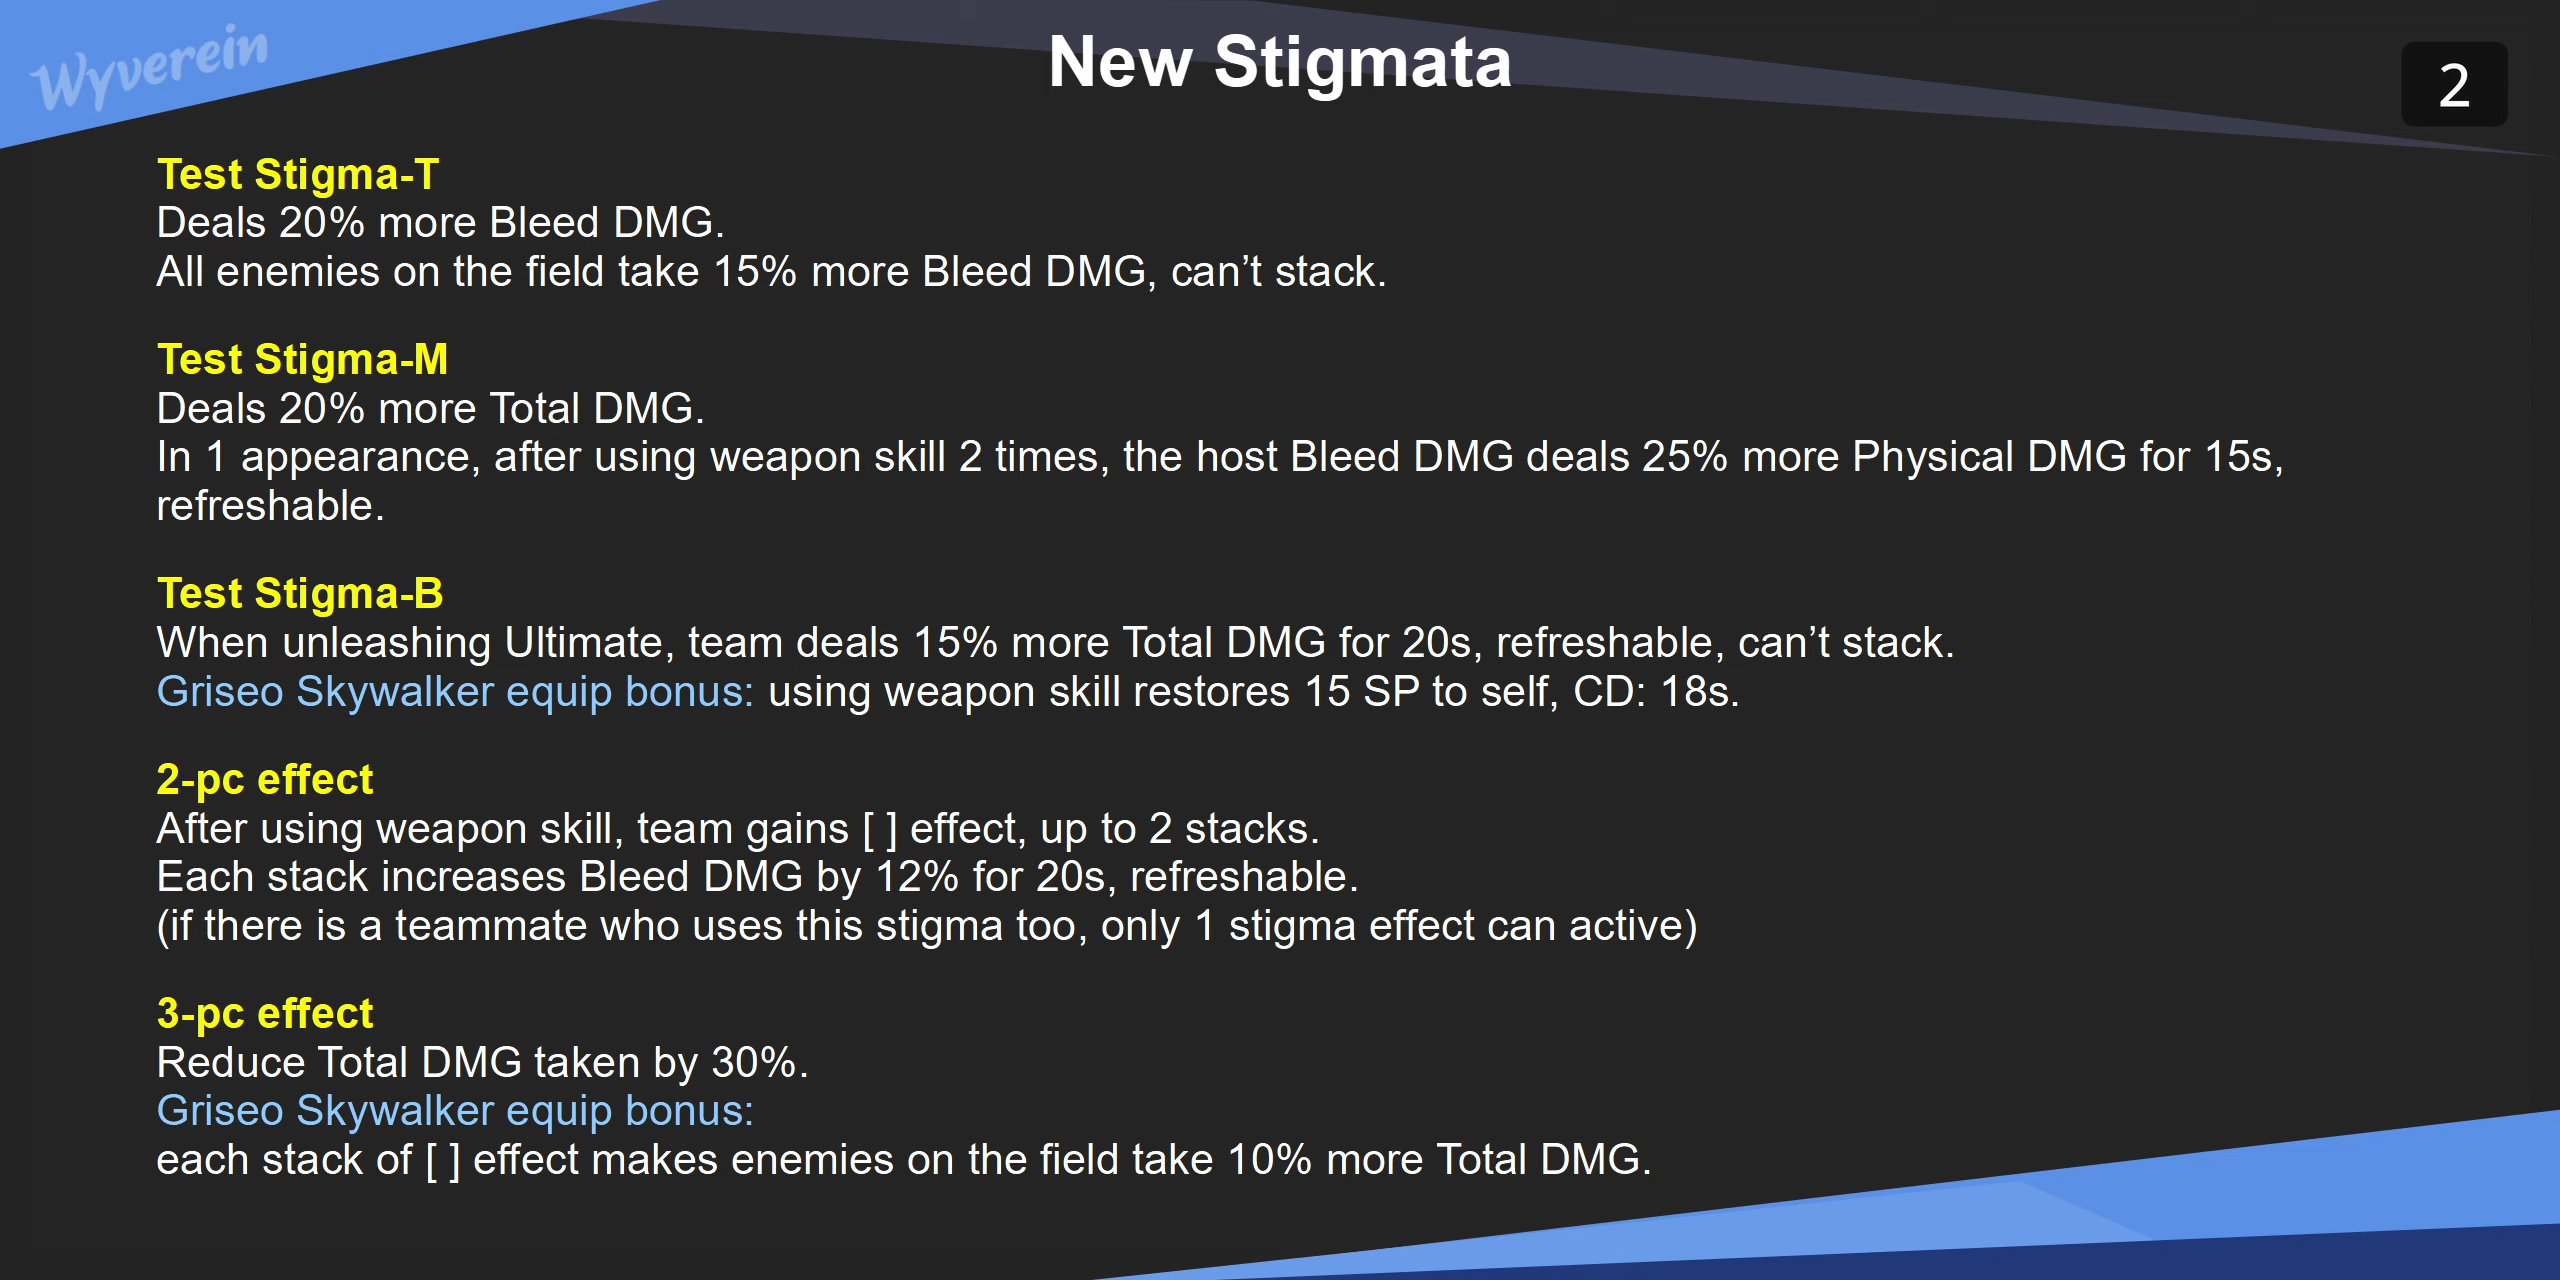 Wyverein
New Stigmata
2
Test Stigma-T
Deals 20% more Bleed DMG.
All enemies on the field take 15% more Bleed DMG, can’t stack.
Test Stigma-M
Deals 20% more Total DMG.
In 1 appearance, after using weapon skill 2 times, the host Bleed DMG deals 25% more Physical DMG for 15s,
refreshable.
Test Stigma-B
When unleashing Ultimate, team deals 15% more Total DMG for 20s, refreshable, can’t stack.
Griseo Skywalker equip bonus: using weapon skill restores 15 SP to self, CD: 18s.
2-pc effect
After using weapon skill, team gains [ ] effect, up to 2 stacks.
Each stack increases Bleed DMG by 12% for 20s, refreshable.
(if there is a teammate who uses this stigma too, only 1 stigma effect can active)
3-pc effect
Reduce Total DMG taken by 30%.
Griseo Skywalker equip bonus:
each stack of [ ] effect makes enemies on the field take 10% more Total DMG.